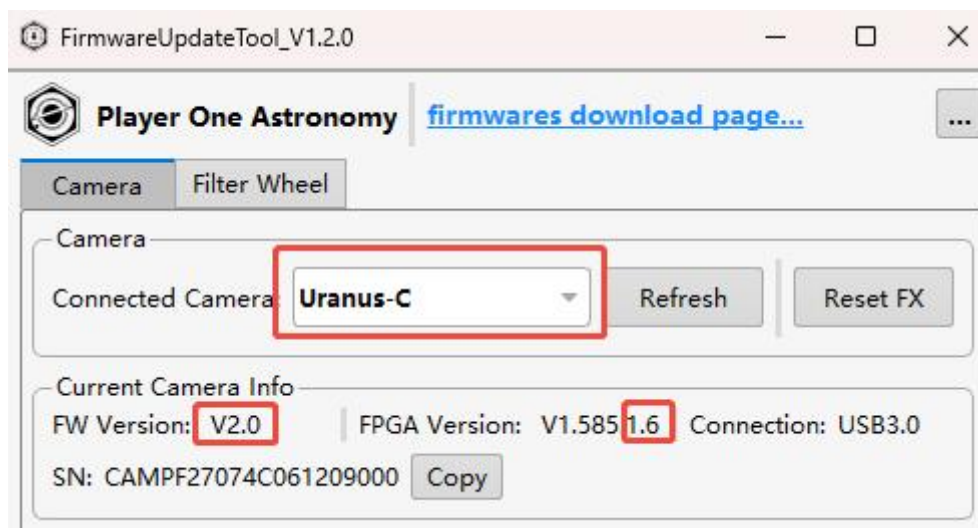 FirmwareUpdateTool_V1.2.0
Player One Astronomy firmwares download page... ...
Camera Filter Wheel
Camera
Connected Camera: Uranus-C Refresh Reset FX
Current Camera Info
FW Version: V2.0 FPGA Version: V1.585 1.6 Connection: USB3.0
SN: CAMPF27074C061209000 Copy